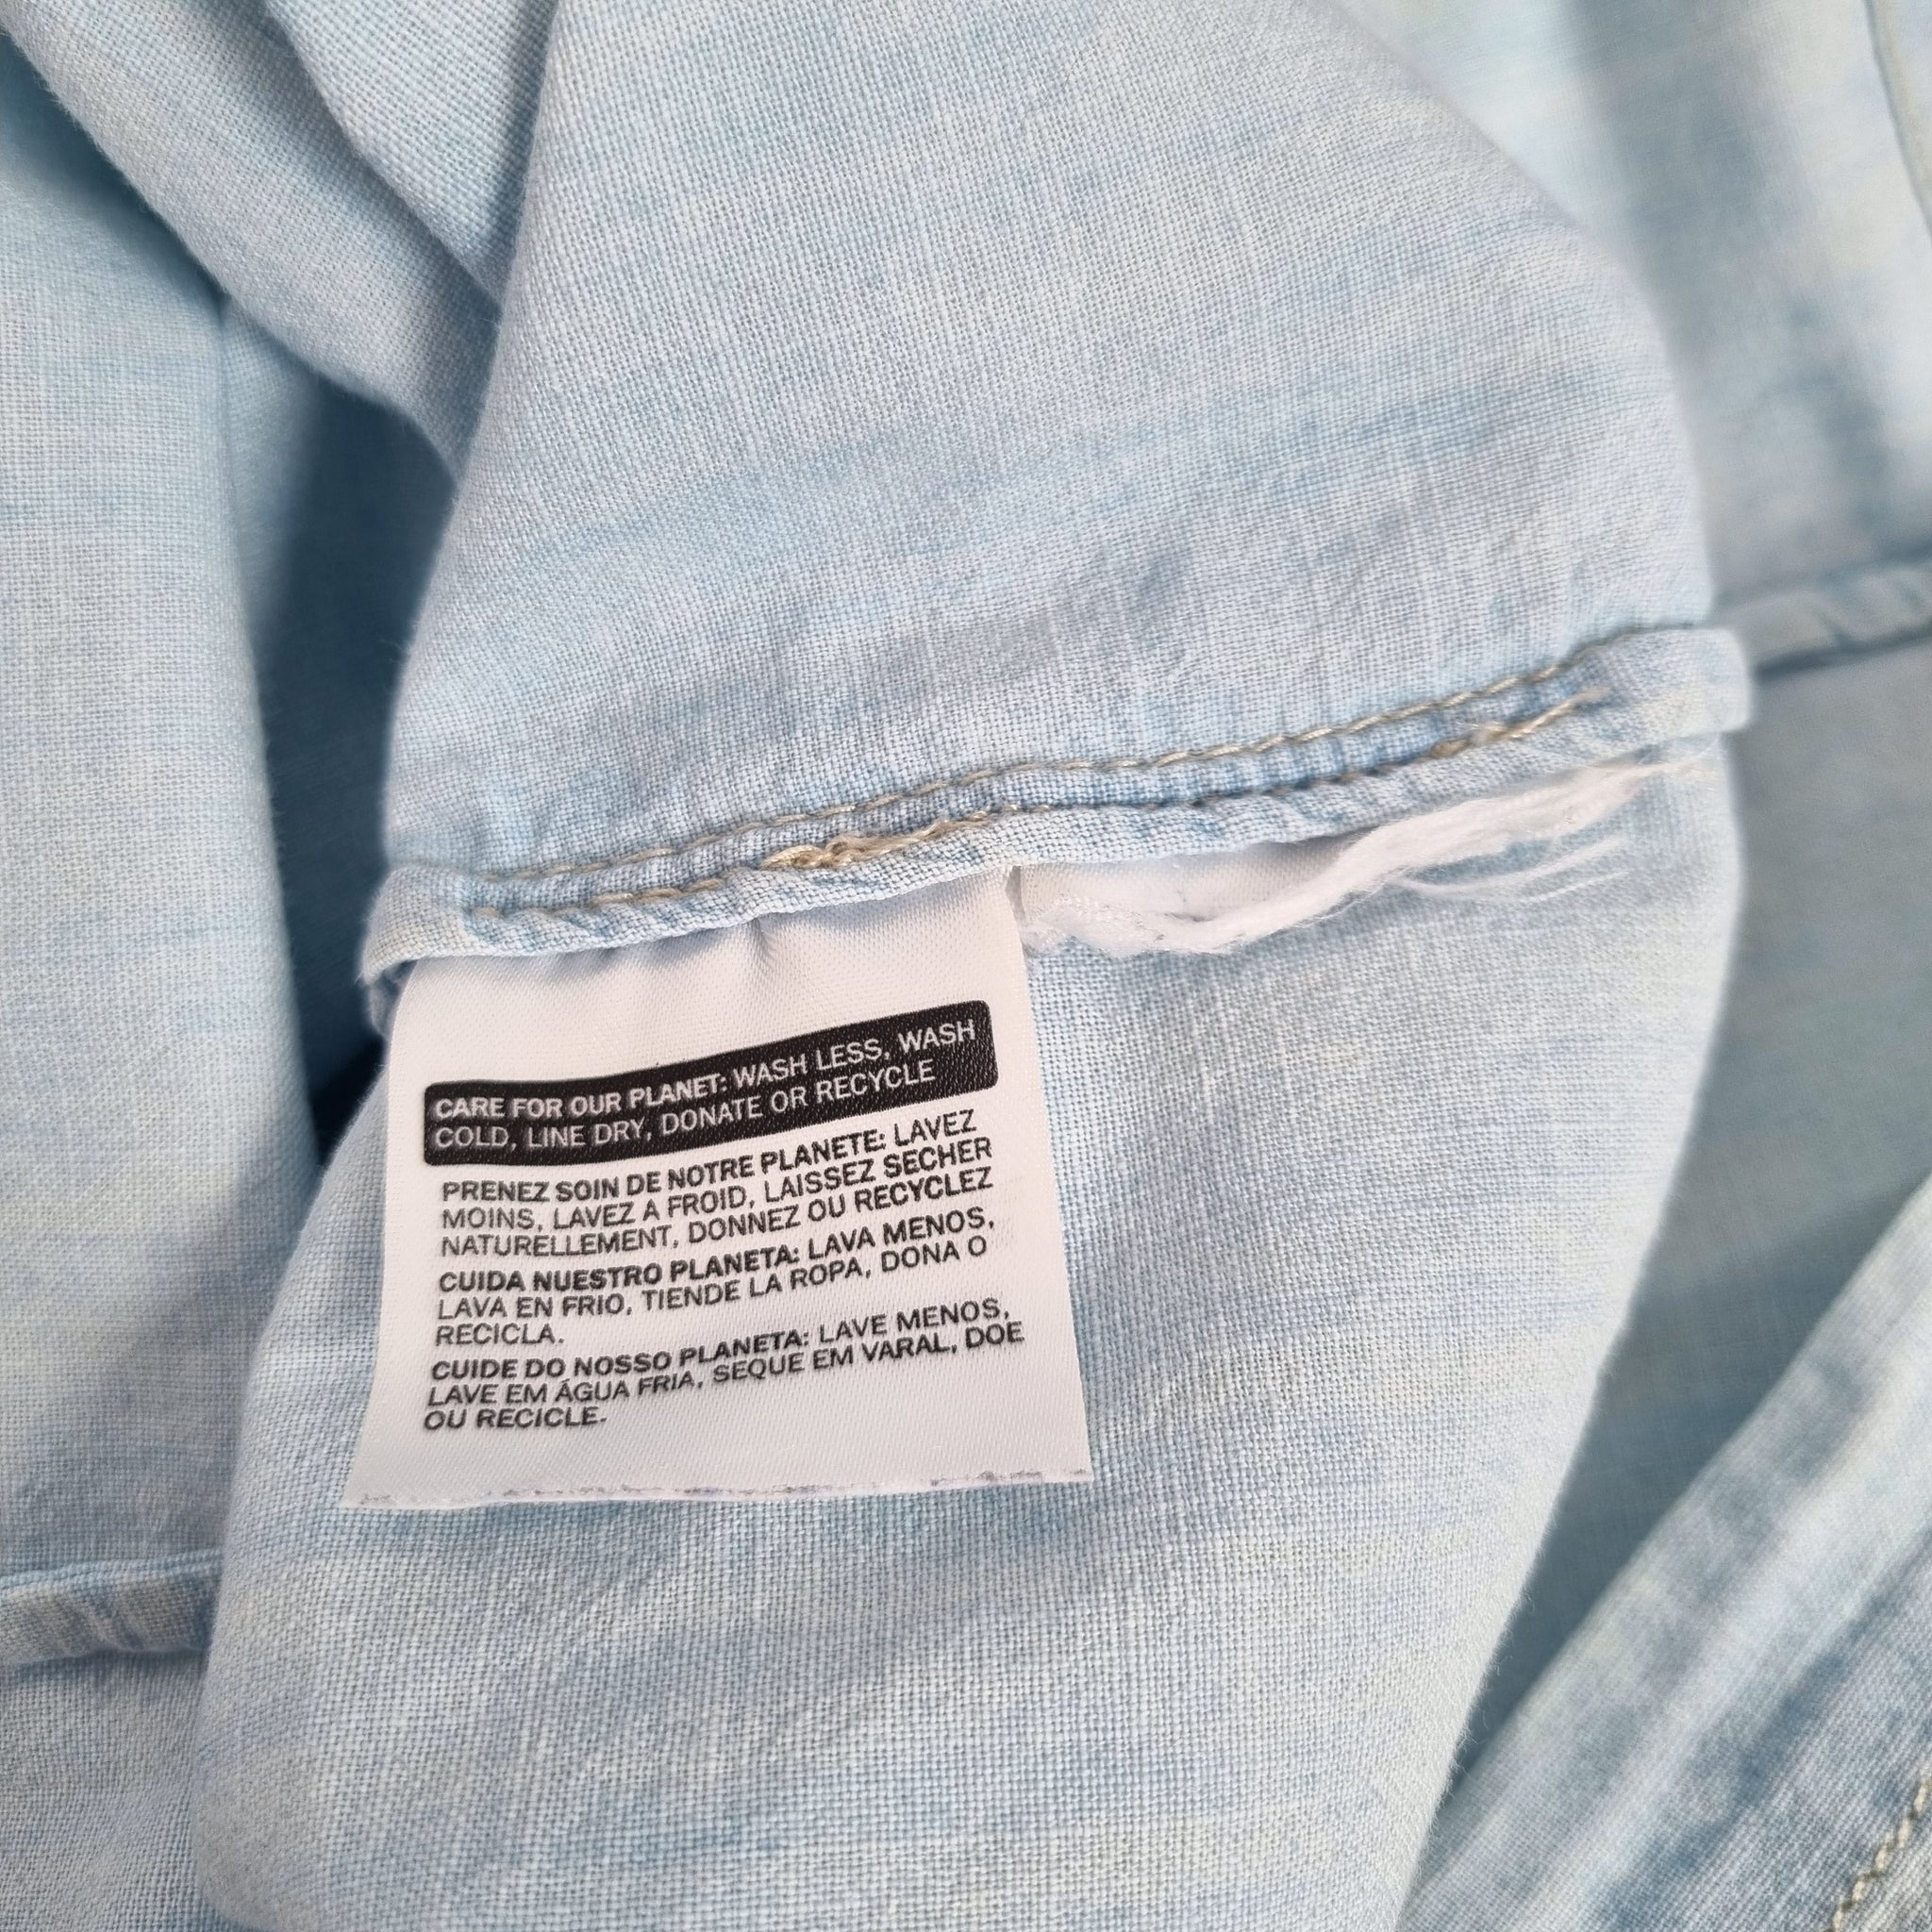 CARE FOR OUR PLANET: WASH LESS, WASH
COLD, LINE DRY, DONATE OR RECYCLE
PRENEZ SOIN DE NOTRE PLANETE: LAVEZ
MOINS, LAVEZ A FROID, LAISSEZ SECHER
NATURELLEMENT, DONNEZ OU RECYCLEZ
CUIDA NUESTRO PLANETA: LAVA MENOS,
LAVA EN FRIO, TIENDE LA ROPA, DONA O
RECICLA.
CUIDE DO NOSSO PLANETA: LAVE MENOS,
LAVE EM ÁGUA FRIA, SEQUE EM VARAL, DOE
OU RECICLE.